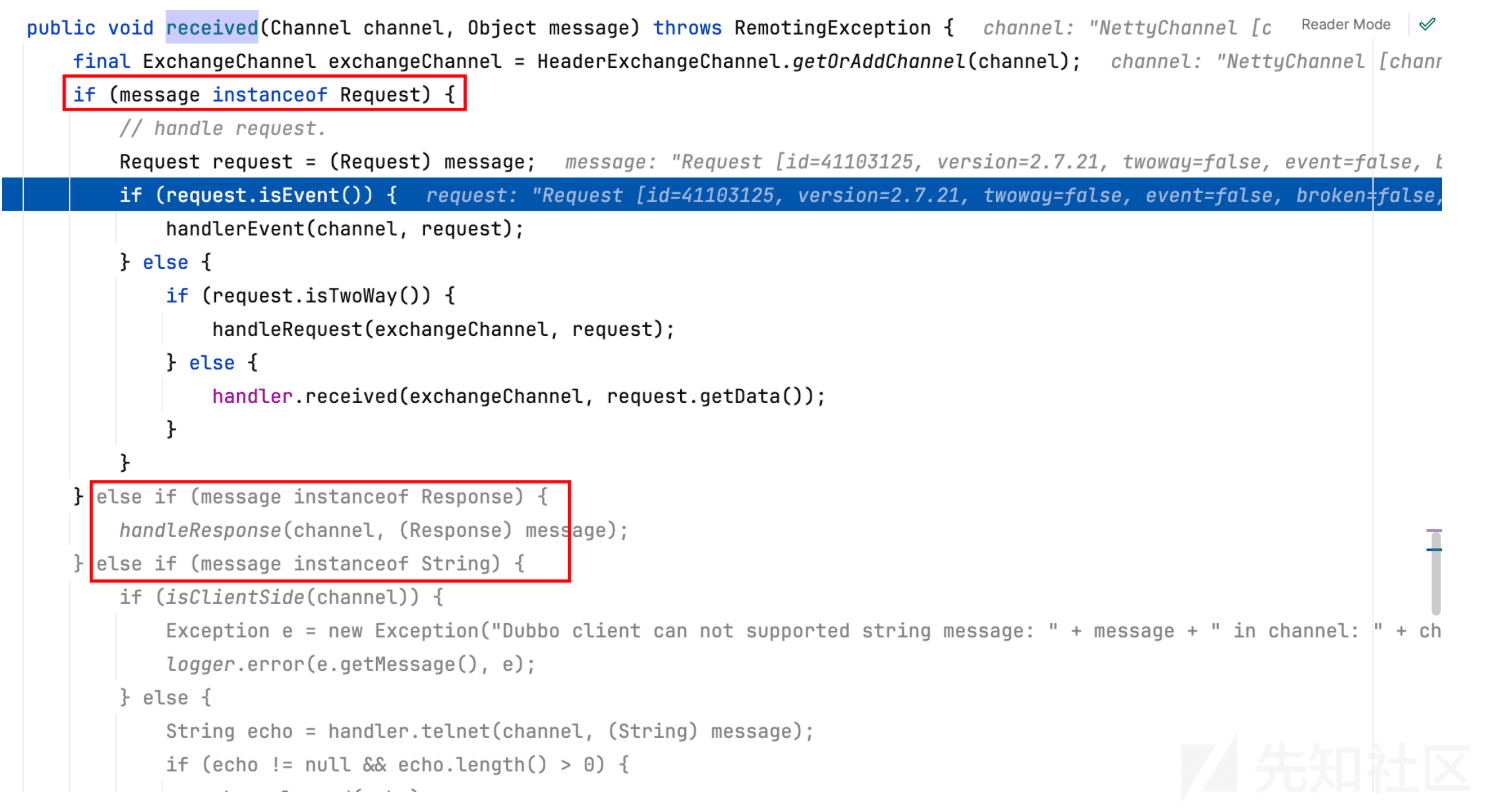 public void received(Channel channel, Object message) throws RemotingException {   channel: "NettyChannel [c   Reader Mode
final ExchangeChannel exchangeChannel = HeaderExchangeChannel.getOrAddChannel(channel);   channel: "NettyChannel [chann
if (message instanceof Request) {
// handle request.
Request request = (Request) message;   message: "Request [id=41103125, version=2.7.21, twoway=false, event=false, b
if (request.isEvent()) {   request: "Request [id=41103125, version=2.7.21, twoway=false, event=false, broken=false,
handlerEvent(channel, request);
} else {
if (request.isTwoWay()) {
handleRequest(exchangeChannel, request);
} else {
handler.received(exchangeChannel, request.getData());
}
}
} else if (message instanceof Response) {
handleResponse(channel, (Response) message);
} else if (message instanceof String) {
if (isClientSide(channel)) {
Exception e = new Exception("Dubbo client can not supported string message: " + message + " in channel: " + ch
logger.error(e.getMessage(), e);
} else {
String echo = handler.telnet(channel, (String) message);
if (echo != null && echo.length() > 0) {
先知社区